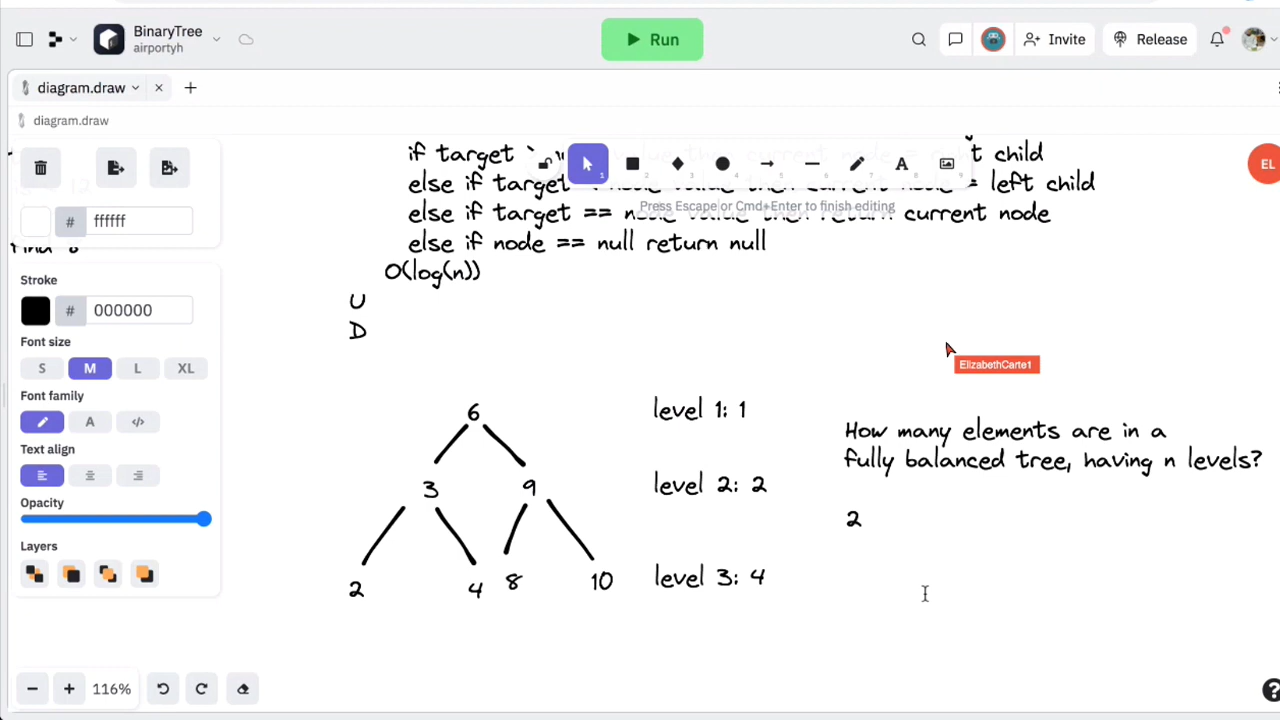 BinaryTree
airportyh
Run
Invite
Release
diagram.draw
diagram.draw
if target
child
else if target
left child
else if target == node value then return current node
else if node == null return null
O(log(n))
U
D
Press Escape or Cmd+Enter to finish editing
EL
# ffffff
Stroke
# 000000
Font size
S M L XL
Font family
A </>
Text align
Opacity
Layers
ElizabethCarte1
6
3 9
2 4 8 10
level 1: 1
level 2: 2
level 3: 4
How many elements are in a
fully balanced tree, having n levels?
2
116%
?